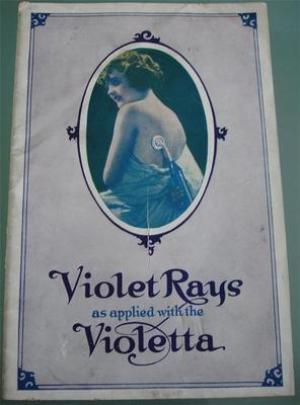 Violet Rays
as applied with the
Violetta